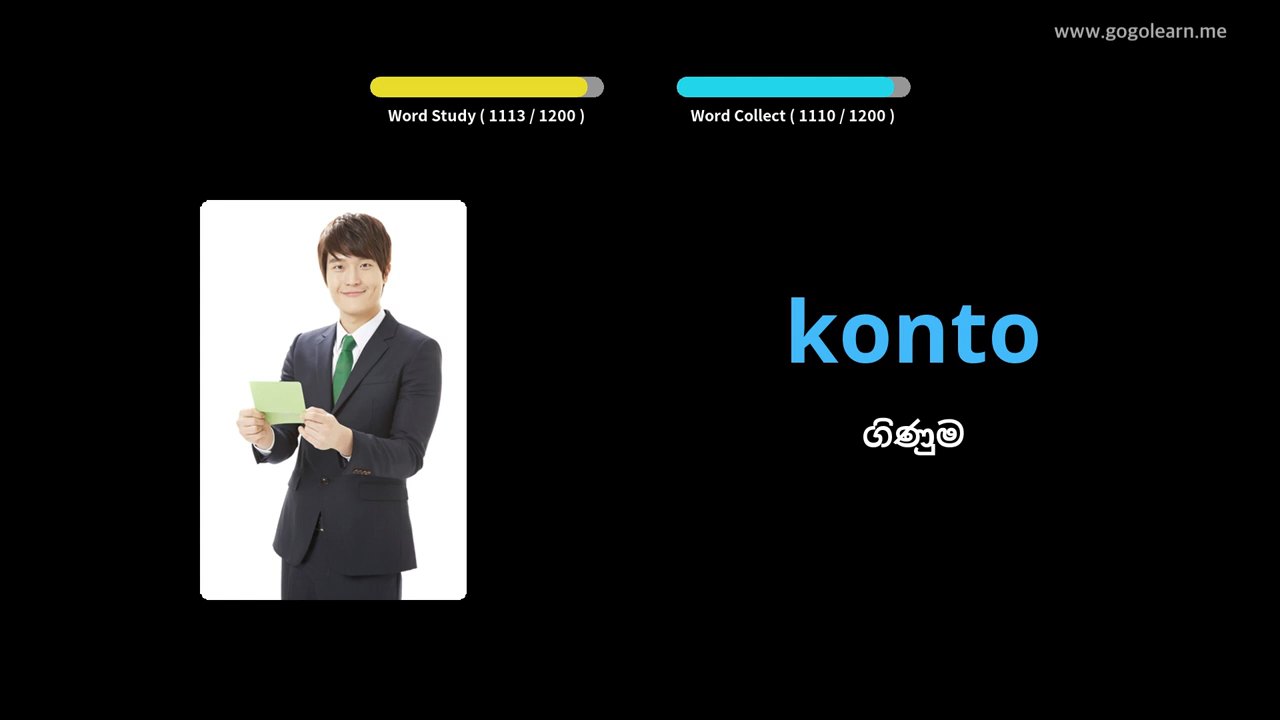 www.gogolearn.me
Word Study ( 1113 / 1200 )
Word Collect ( 1110 / 1200 )
konto
ගිණුම